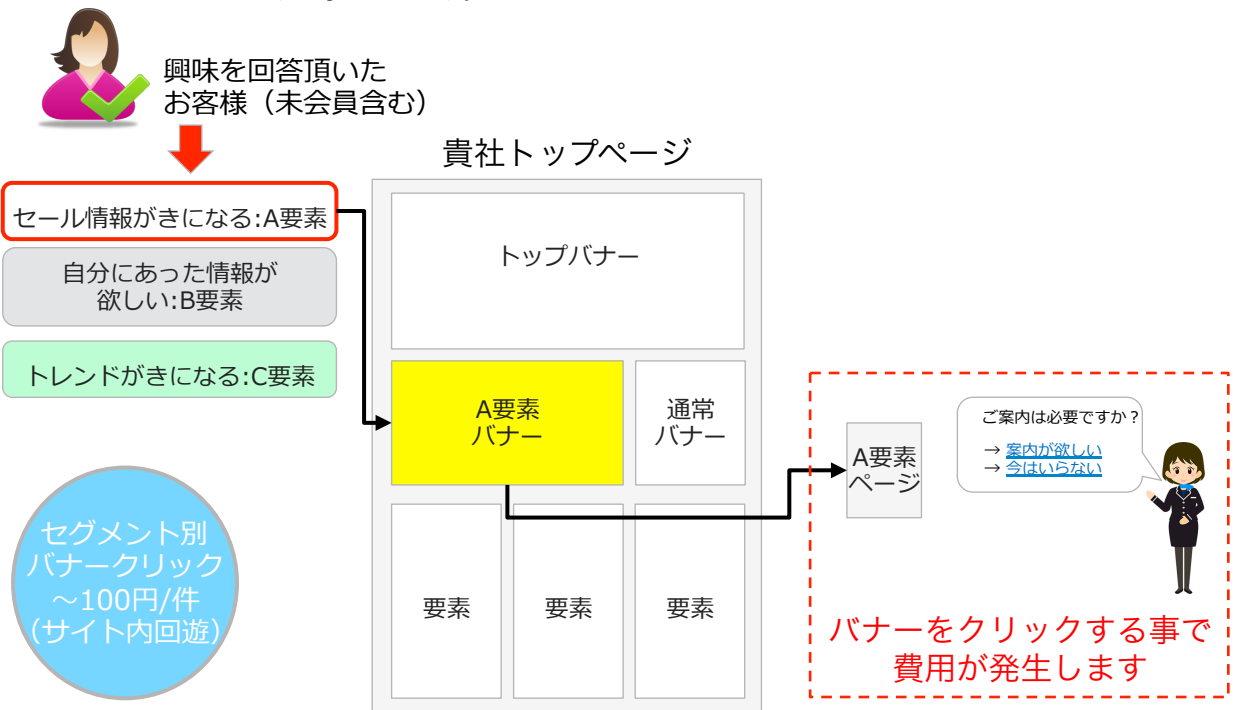 興味を回答頂いた
お客様（未会員含む）
貴社トップページ
セール情報がきになる:A要素
自分にあった情報が
欲しい:B要素
トレンドがきになる:C要素
トップバナー
A要素
バナー
通常
バナー
要素
要素
要素
A要素
ページ
ご案内は必要ですか？
→ 案内が欲しい
→ 今はいらない
セグメント別
バナークリック
～100円/件
（サイト内回遊）
バナーをクリックする事で
費用が発生します